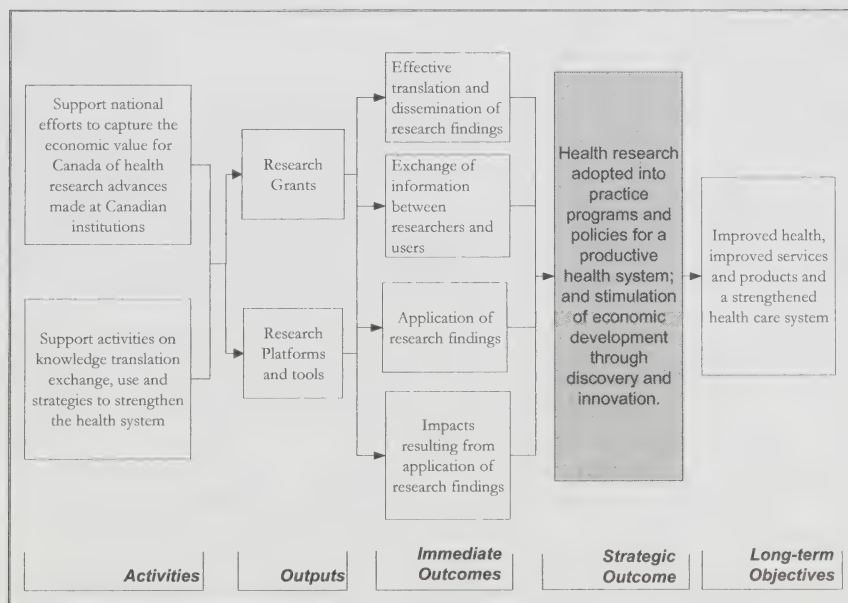 Support national
efforts to capture the
economic value for
Canada of health
research advances
made at Canadian
institutions
Support activities on
knowledge translation
exchange, use and
strategies to strengthen
the health system
Research
Grants
Research
Platforms
and tools
Effective
translation and
dissemination of
research findings
Exchange of
information
between
researchers and
users
Application of
research findings
Impacts
resulting from
application of
research findings
Health research
adopted into
practice
programs and
policies for a
productive
health system;
and stimulation
of economic
development
through
discovery and
innovation.
Improved health,
improved services
and products and
a strengthened
health care system
Activities
Outputs
Immediate
Outcomes
Strategic
Outcome
Long-term
Objectives